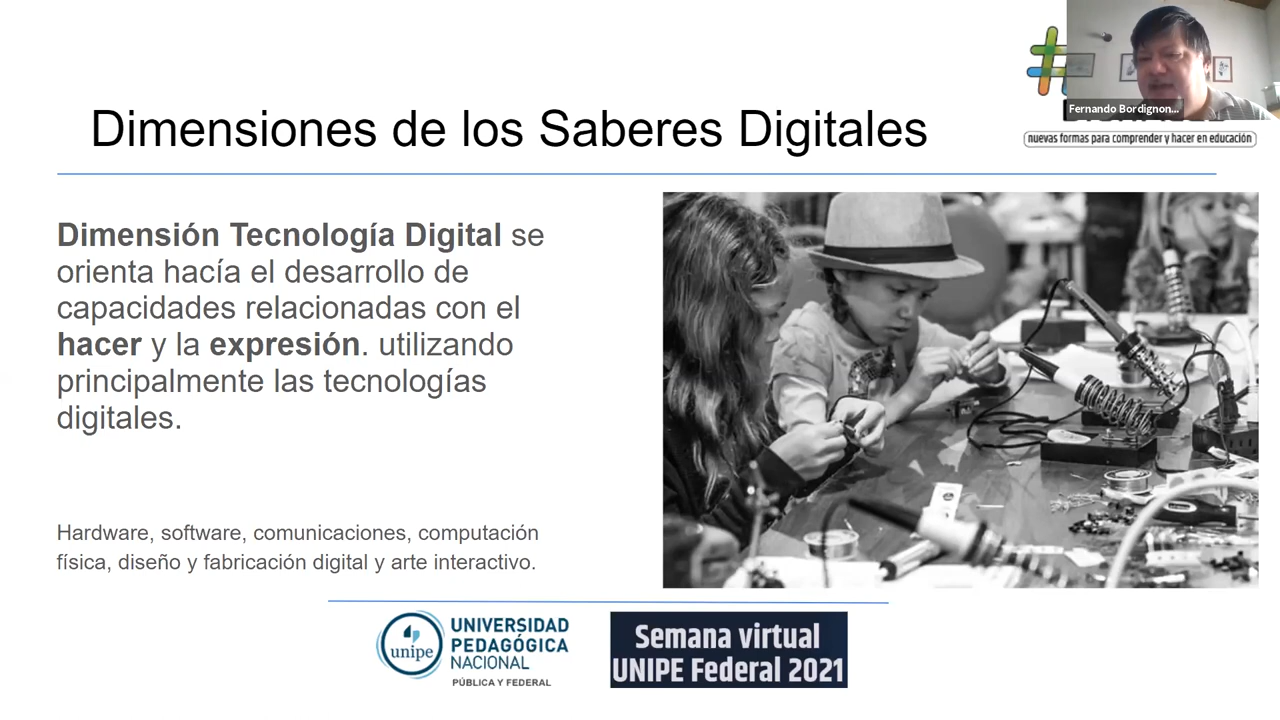 Dimensiones de los Saberes Digitales
Fernando Bordignon...
nuevas formas para comprender y hacer en educación
Dimensión Tecnología Digital se
orienta hacía el desarrollo de
capacidades relacionadas con el
hacer y la expresión. utilizando
principalmente las tecnologías
digitales.
Hardware, software, comunicaciones, computación
física, diseño y fabricación digital y arte interactivo.
unipe
UNIVERSIDAD
PEDAGÓGICA
NACIONAL
PÚBLICA Y FEDERAL
Semana virtual
UNIPE Federal 2021